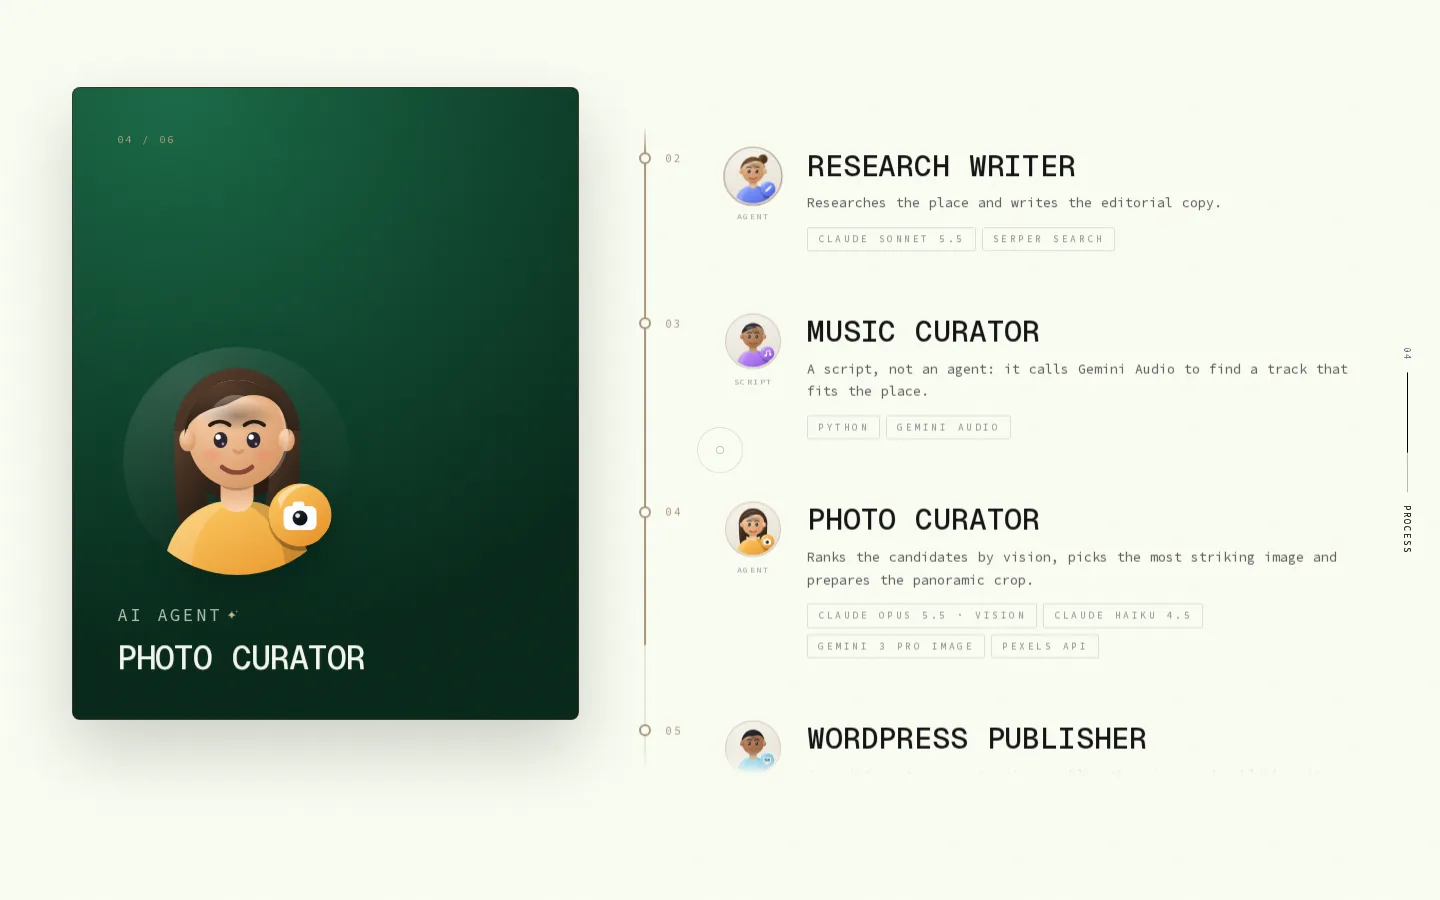 04 / 06
AI AGENT
PHOTO CURATOR
02
AGENT
RESEARCH WRITER
Researches the place and writes the editorial copy.
CLAUDE SONNET 5.5
SERPER SEARCH
03
SCRIPT
MUSIC CURATOR
A script, not an agent: it calls Gemini Audio to find a track that
fits the place.
PYTHON
GEMINI AUDIO
04
AGENT
PHOTO CURATOR
Ranks the candidates by vision, picks the most striking image and
prepares the panoramic crop.
CLAUDE OPUS 5.5 · VISION
CLAUDE HAIKU 4.5
GEMINI 3 PRO IMAGE
PEXELS API
05
WORDPRESS PUBLISHER
04
PROCESS